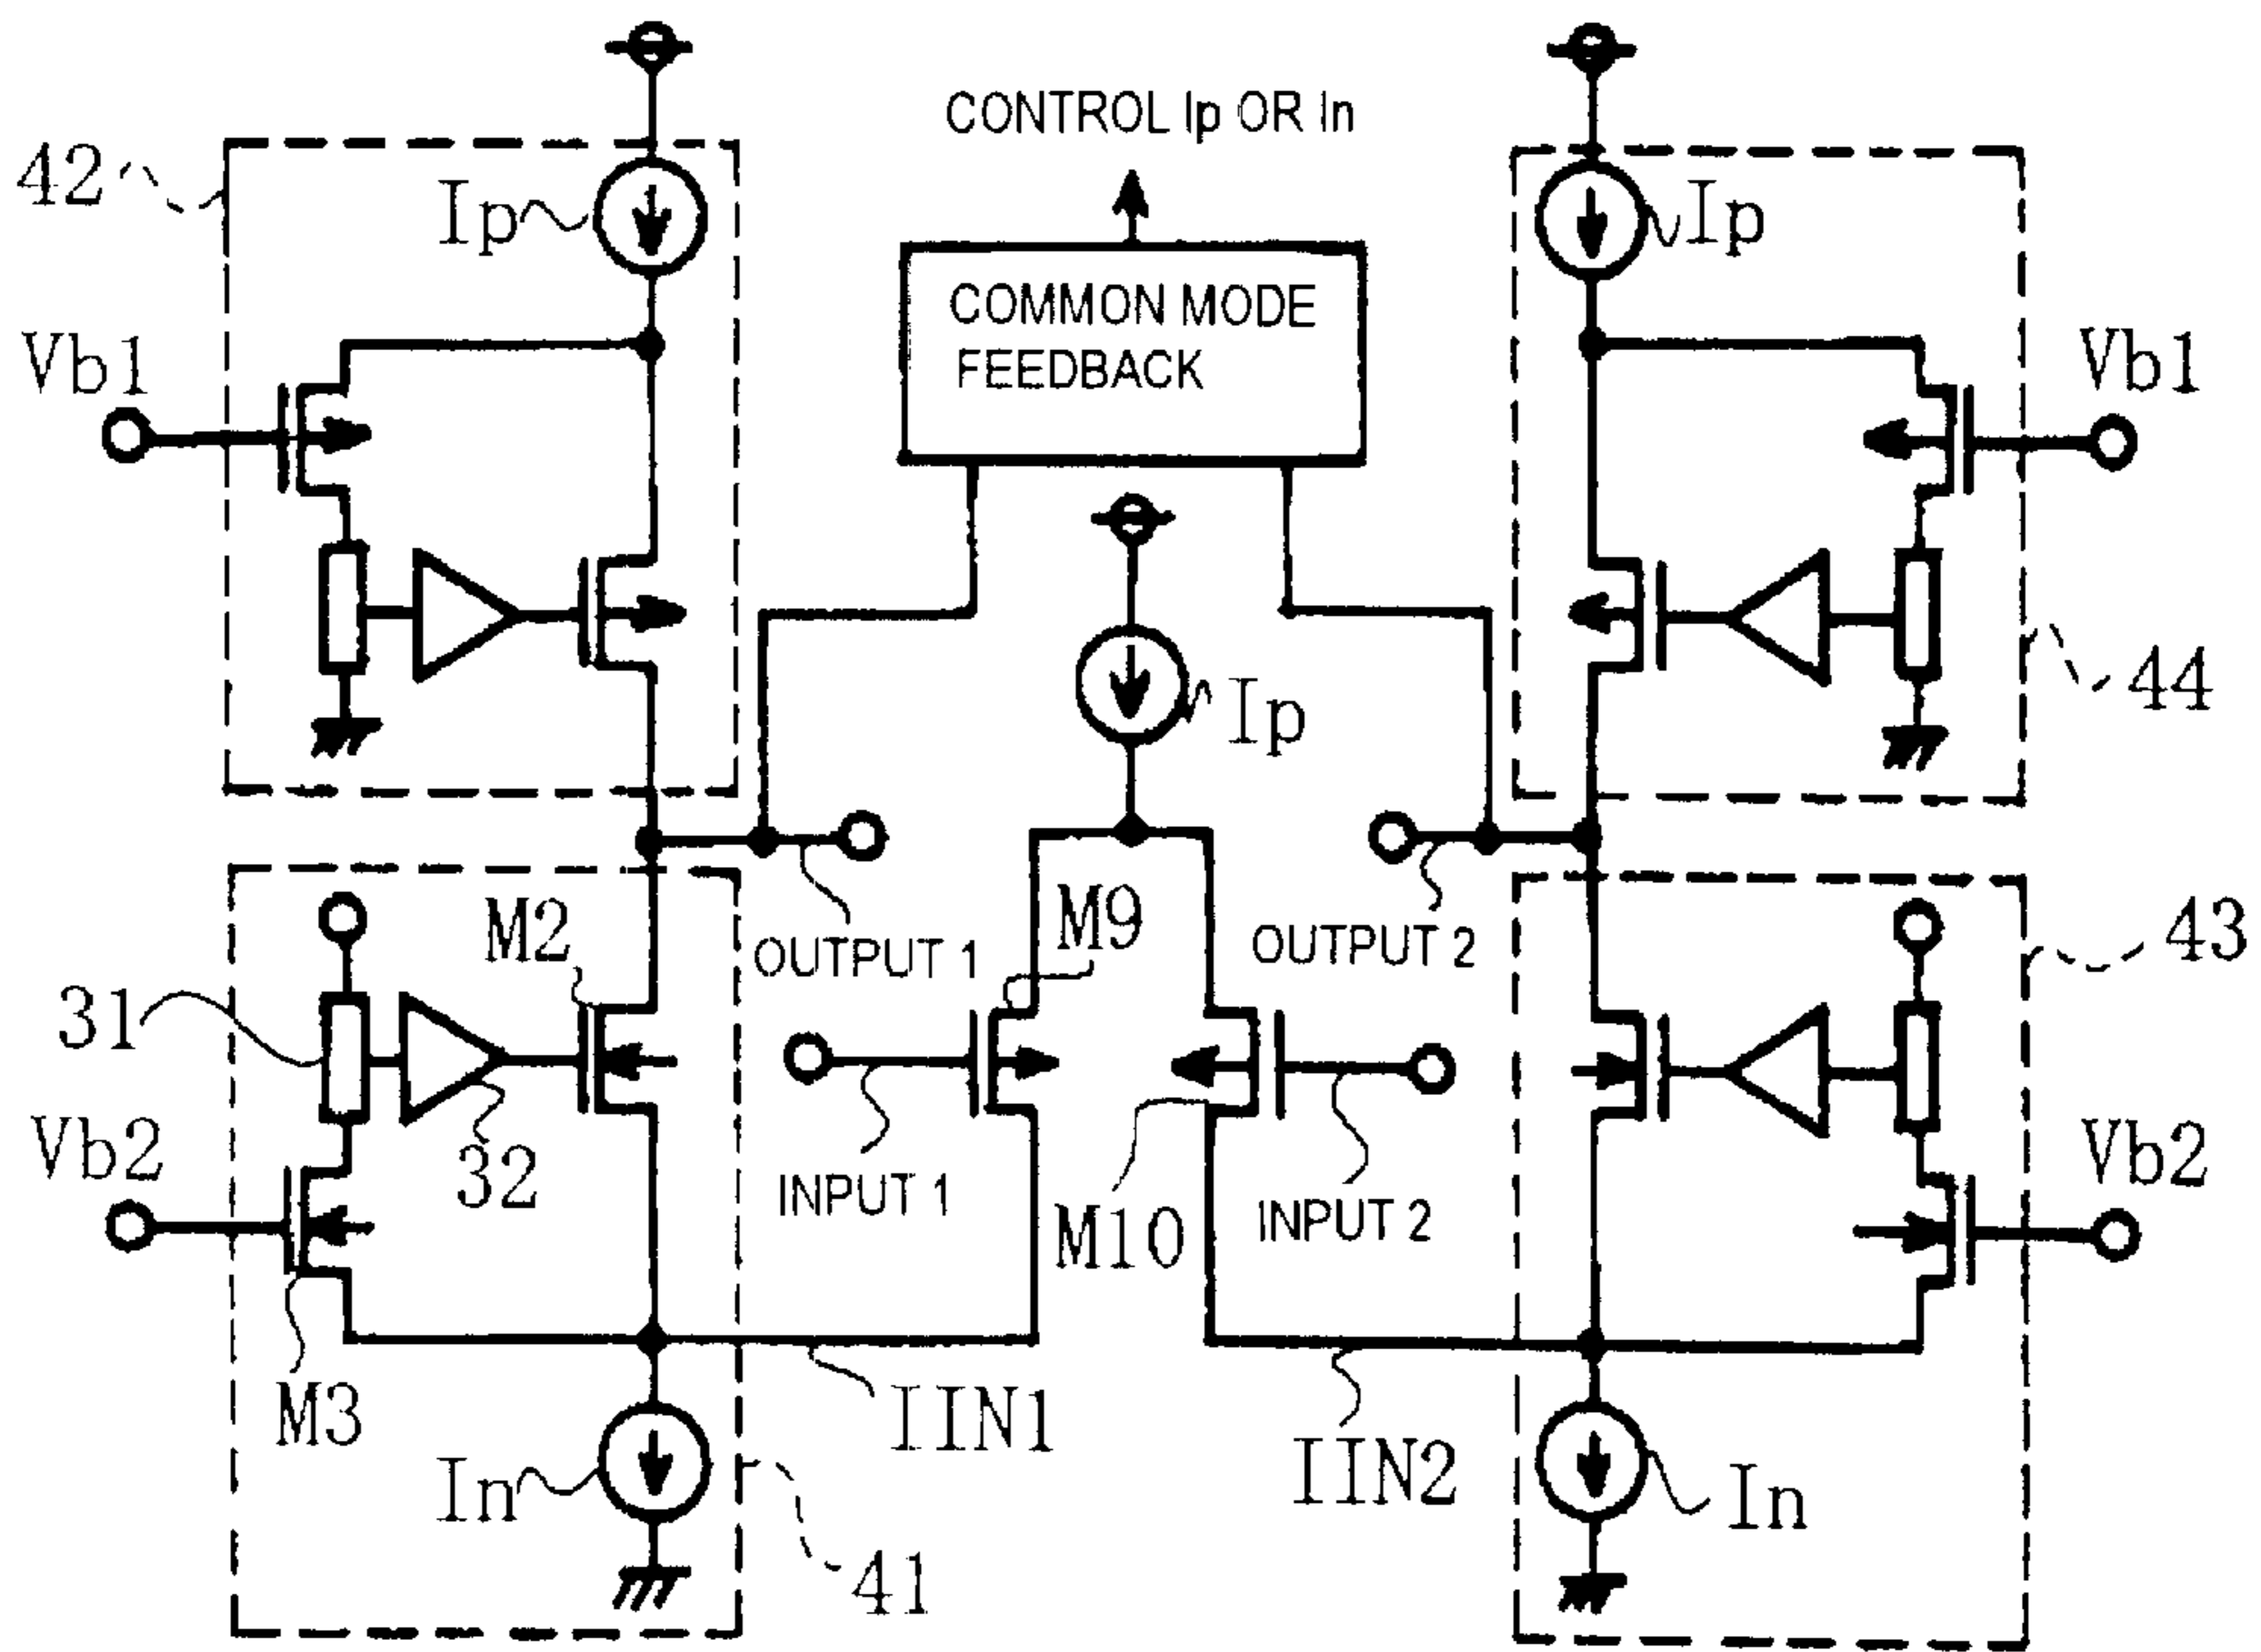 CONTROL Ip OR In
42
Ip
Ip
COMMON MODE
FEEDBACK
Vb1
Vb1
Ip
44
M2
M9
OUTPUT 1
OUTPUT 2
43
31
32
Vb2
Vb2
INPUT 1
M10
INPUT 2
M3
IIN1
IIN2
In
In
41